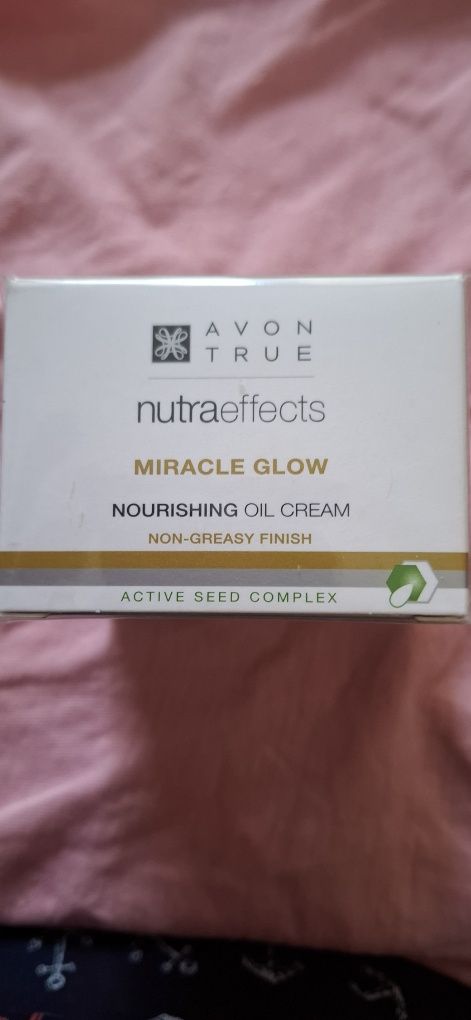 AVON
TRUE
nutraeffects
MIRACLE GLOW
NOURISHING OIL CREAM
NON-GREASY FINISH
ACTIVE SEED COMPLEX